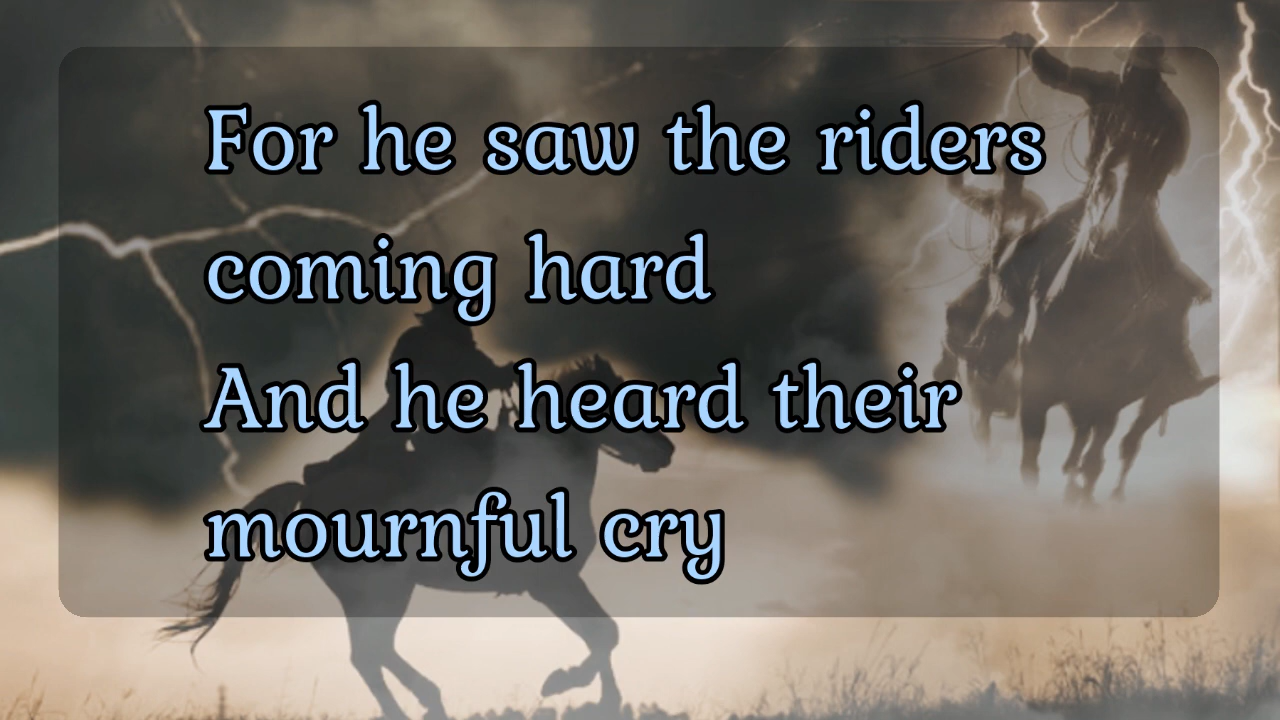 For he saw the riders
coming hard
And he heard their
mournful cry